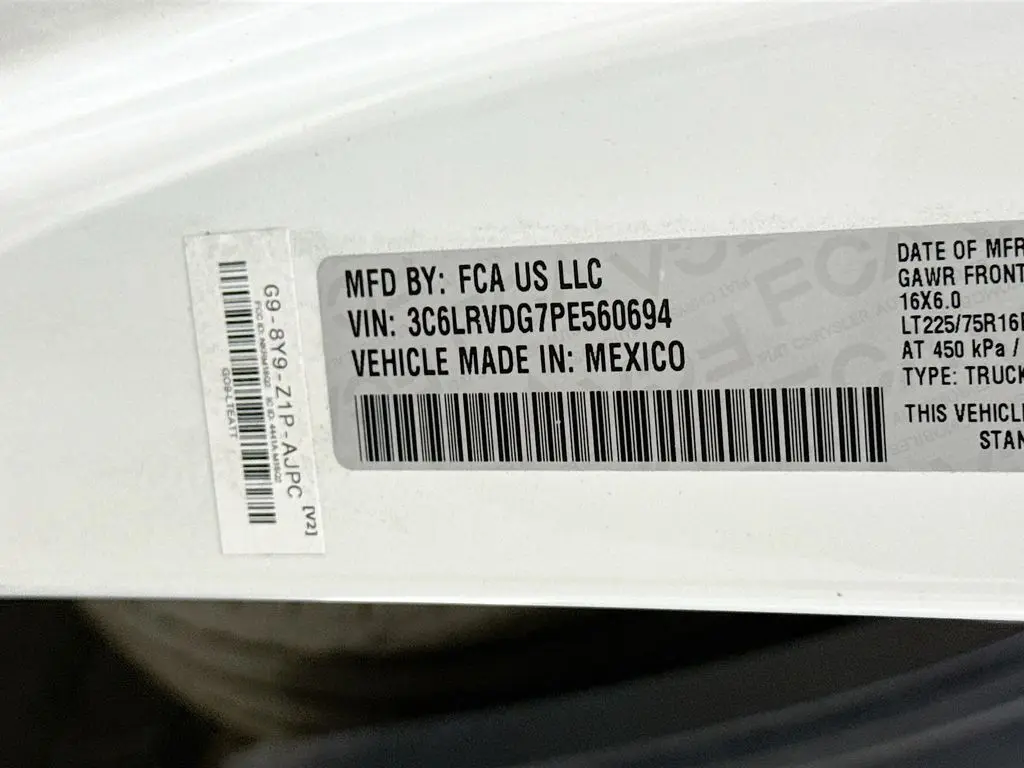 MFD BY: FCA US LLC
VIN: 3C6LRVDG7PE560694
VEHICLE MADE IN: MEXICO
DATE OF MFR
GAWR FRONT
16X6.0
LT225/75R16
AT 450 kPa /
TYPE: TRUCK
THIS VEHICL
STAN
G9-8Y9-Z1P-AJPC [V2]